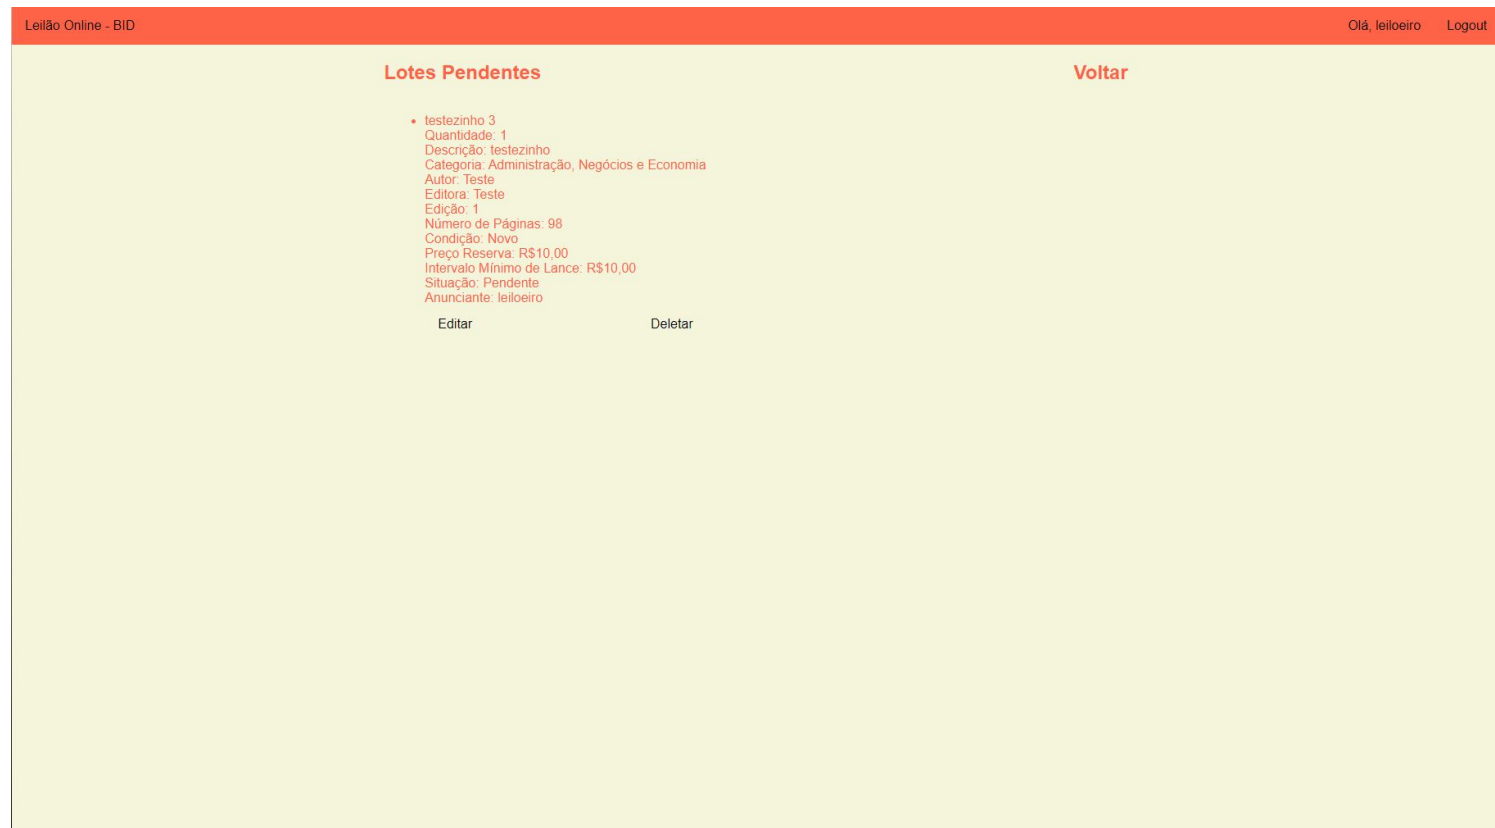 Leilão Online - BID
Olá, leiloeiro
Logout
Lotes Pendentes
Voltar
testezinho 3
Quantidade: 1
Descrição: testezinho
Categoria: Administração, Negócios e Economia
Autor: Teste
Editora: Teste
Edição: 1
Número de Páginas: 98
Condição: Novo
Preço Reserva: R$10,00
Intervalo Mínimo de Lance: R$10,00
Situação: Pendente
Anunciante: leiloeiro
Editar
Deletar